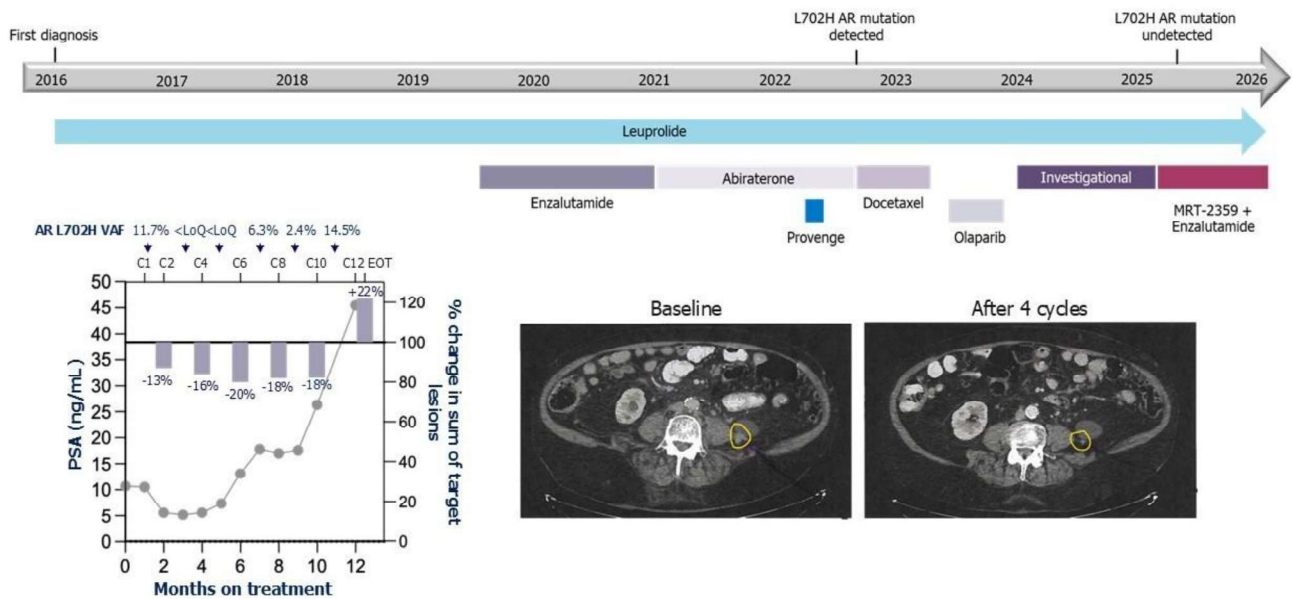 L702H AR mutation
detected
L702H AR mutation
undetected
First diagnosis
2016 2017 2018 2019 2020 2021 2022 2023 2024 2025 2026
Leuprolide
Enzalutamide
Abiraterone
Provenge
Docetaxel
Olaparib
Investigational
MRT-2359 +
Enzalutamide
AR L702H VAF 11.7% <LoQ <LoQ 6.3% 2.4% 14.5%
C1 C2 C4 C6 C8 C10 C12 EOT
PSA (ng/mL)
50
45
40
35
30
25
20
15
10
5
0
-13% -16% -20% -18% -18% +22%
120
100
80
60
40
20
0
% change in sum of target
lesions
0 2 4 6 8 10 12
Months on treatment
Baseline
After 4 cycles